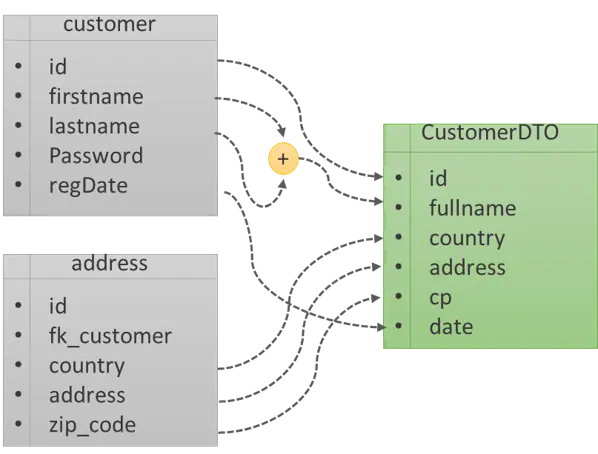 customer
• id
• firstname
• lastname
• Password
• regDate
+
CustomerDTO
• id
• fullname
• country
• address
• cp
• date
address
• id
• fk_customer
• country
• address
• zip_code